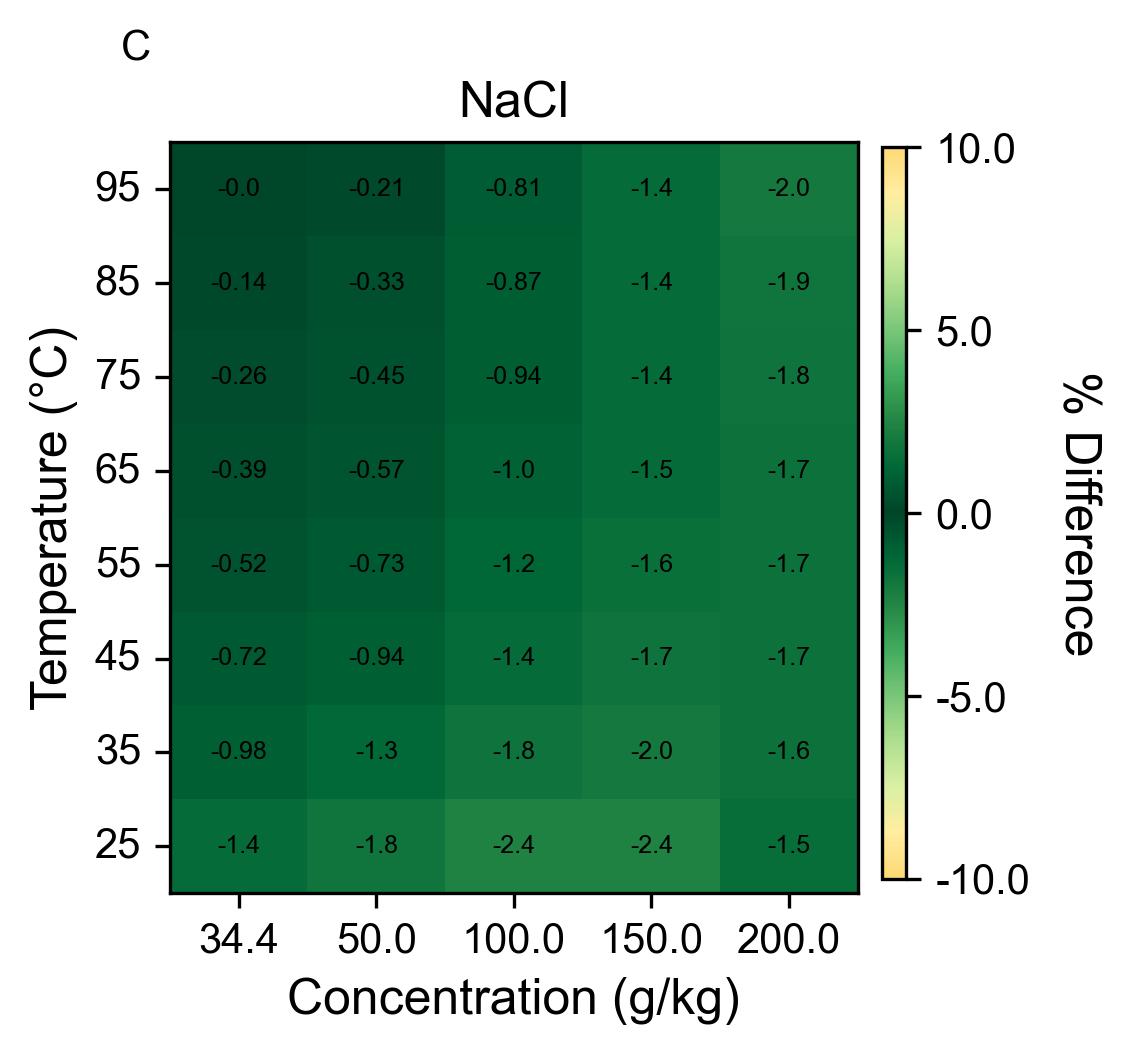 C
NaCl
95 -0.0 -0.21 -0.81 -1.4 -2.0
85 -0.14 -0.33 -0.87 -1.4 -1.9
75 -0.26 -0.45 -0.94 -1.4 -1.8
65 -0.39 -0.57 -1.0 -1.5 -1.7
55 -0.52 -0.73 -1.2 -1.6 -1.7
45 -0.72 -0.94 -1.4 -1.7 -1.7
35 -0.98 -1.3 -1.8 -2.0 -1.6
25 -1.4 -1.8 -2.4 -2.4 -1.5
34.4 50.0 100.0 150.0 200.0
Concentration (g/kg)
Temperature (°C)
10.0
5.0
0.0
-5.0
-10.0
% Difference